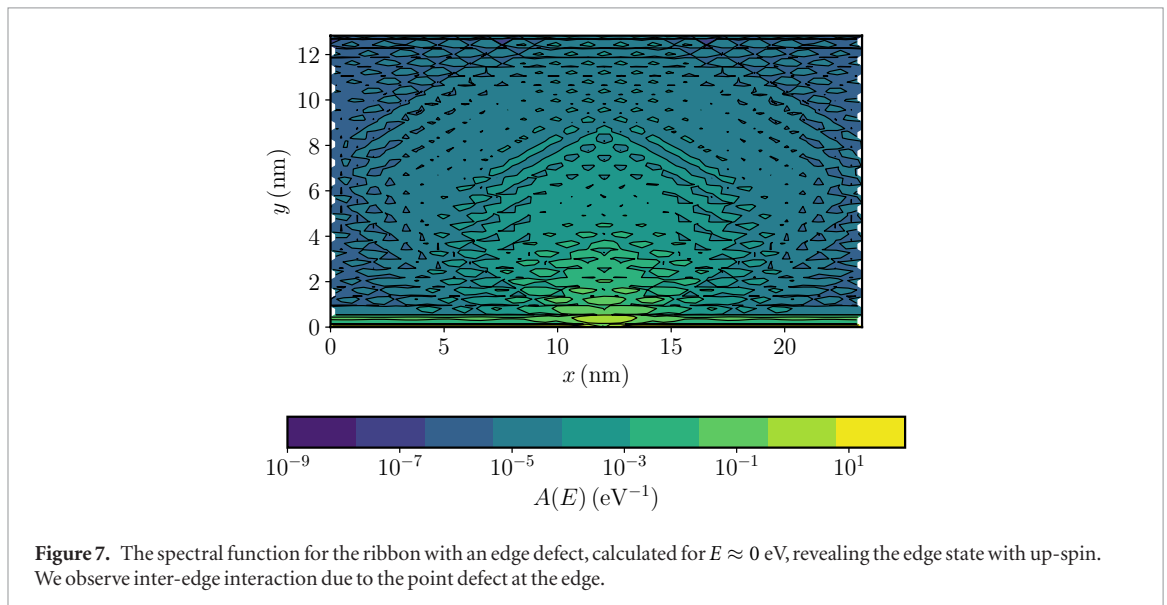 12
10
8
6
4
2
0
y (nm)
0 5 10 15 20
x (nm)
10⁻⁹ 10⁻⁷ 10⁻⁵ 10⁻³ 10⁻¹ 10¹
A(E) (eV⁻¹)
Figure 7. The spectral function for the ribbon with an edge defect, calculated for E ≈ 0 eV, revealing the edge state with up-spin.
We observe inter-edge interaction due to the point defect at the edge.